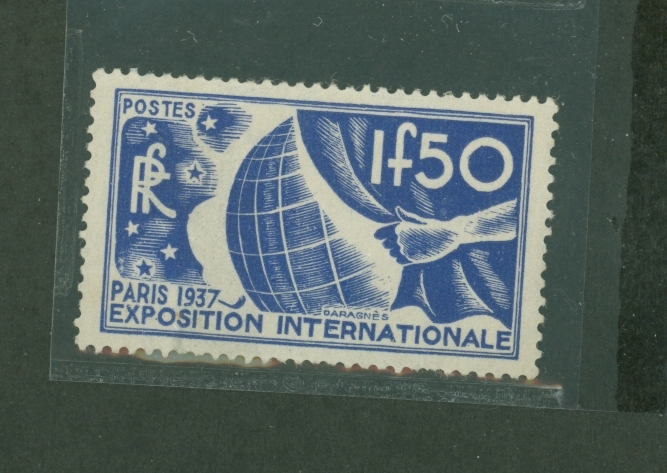 POSTES
1f50
RF
PARIS 1937
DARAGNÈS
EXPOSITION INTERNATIONALE